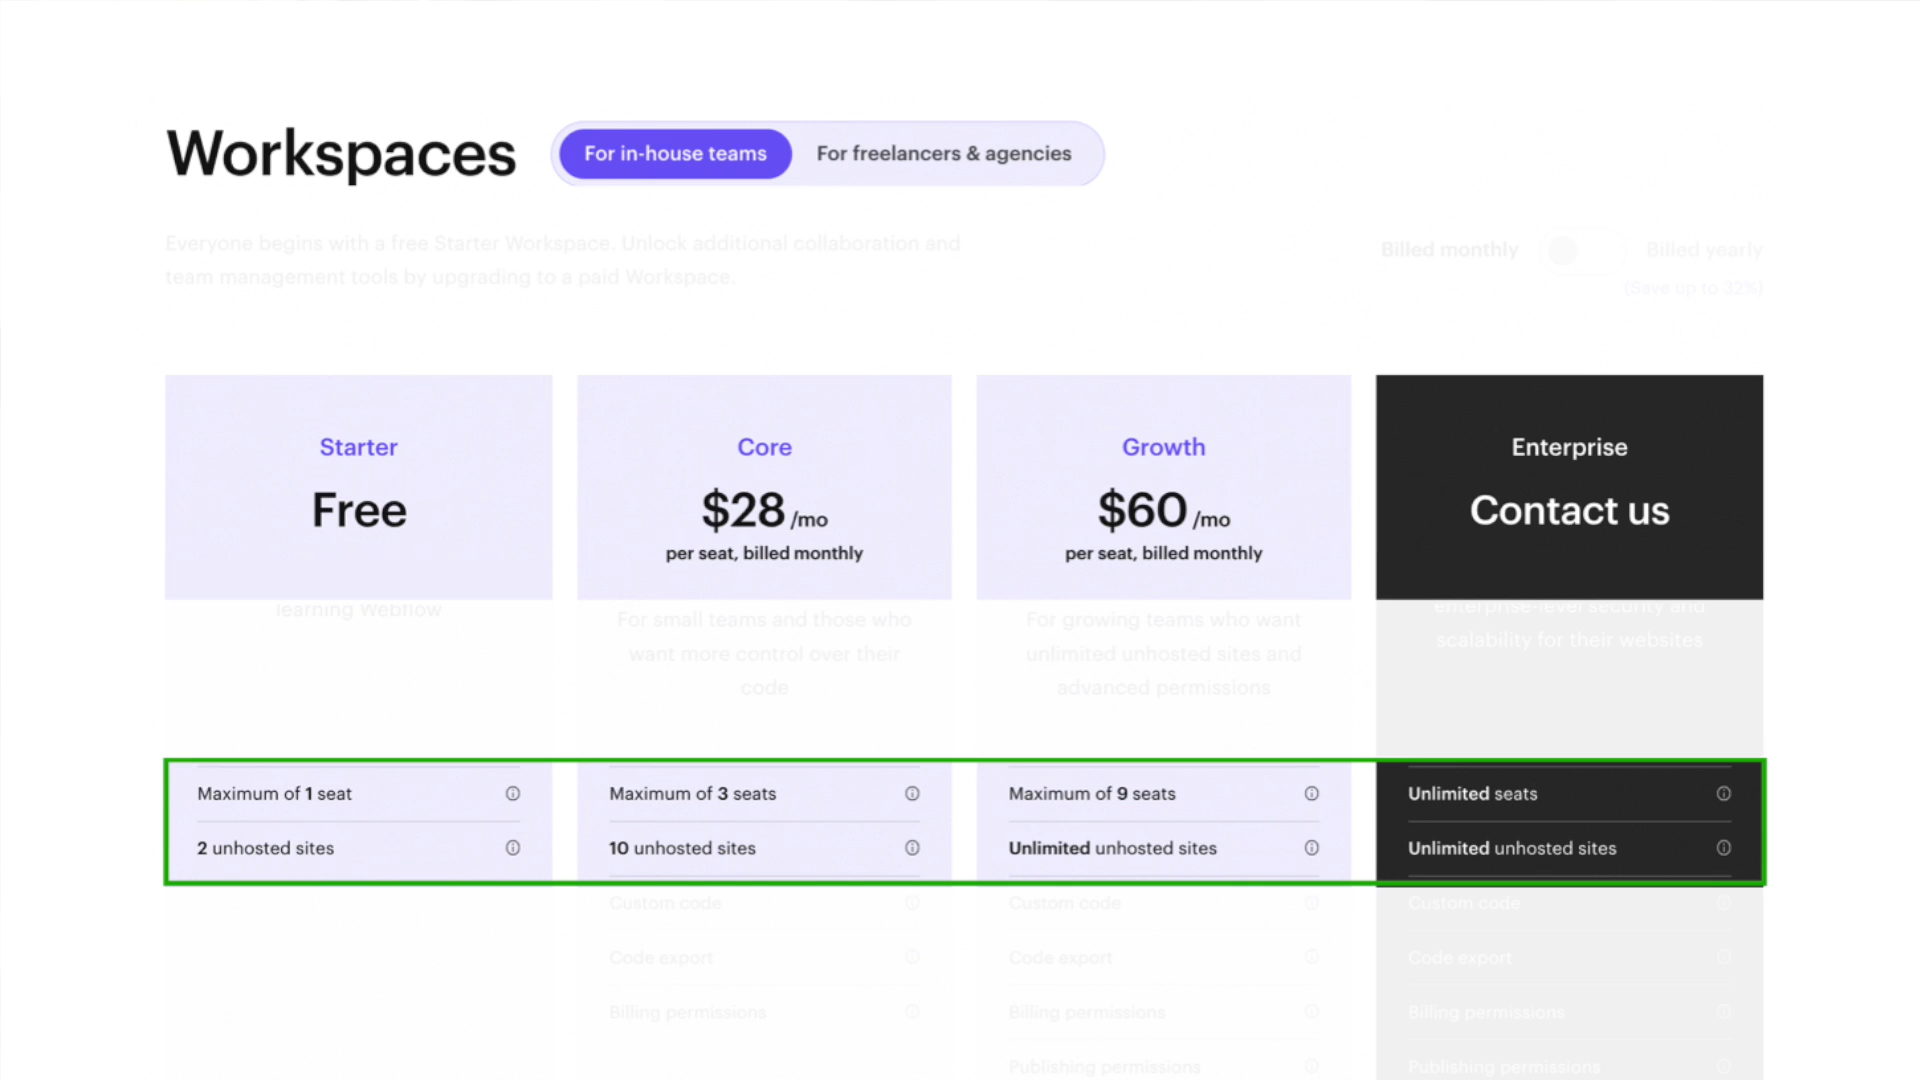 Workspaces
For in-house teams
For freelancers & agencies
Everyone begins with a free Starter Workspace. Unlock additional collaboration and
team management tools by upgrading to a paid Workspace.
Billed monthly
Billed yearly
(Save up to 32%)
Starter
Free
learning Webflow
Maximum of 1 seat
2 unhosted sites
Core
$28 /mo
per seat, billed monthly
For small teams and those who
want more control over their
code
Maximum of 3 seats
10 unhosted sites
Custom code
Code export
Billing permissions
Growth
$60 /mo
per seat, billed monthly
For growing teams who want
unlimited unhosted sites and
advanced permissions
Maximum of 9 seats
Unlimited unhosted sites
Custom code
Code export
Billing permissions
Publishing permissions
Enterprise
Contact us
enterprise-level security and
scalability for their websites
Unlimited seats
Unlimited unhosted sites
Custom code
Code export
Billing permissions
Publishing permissions